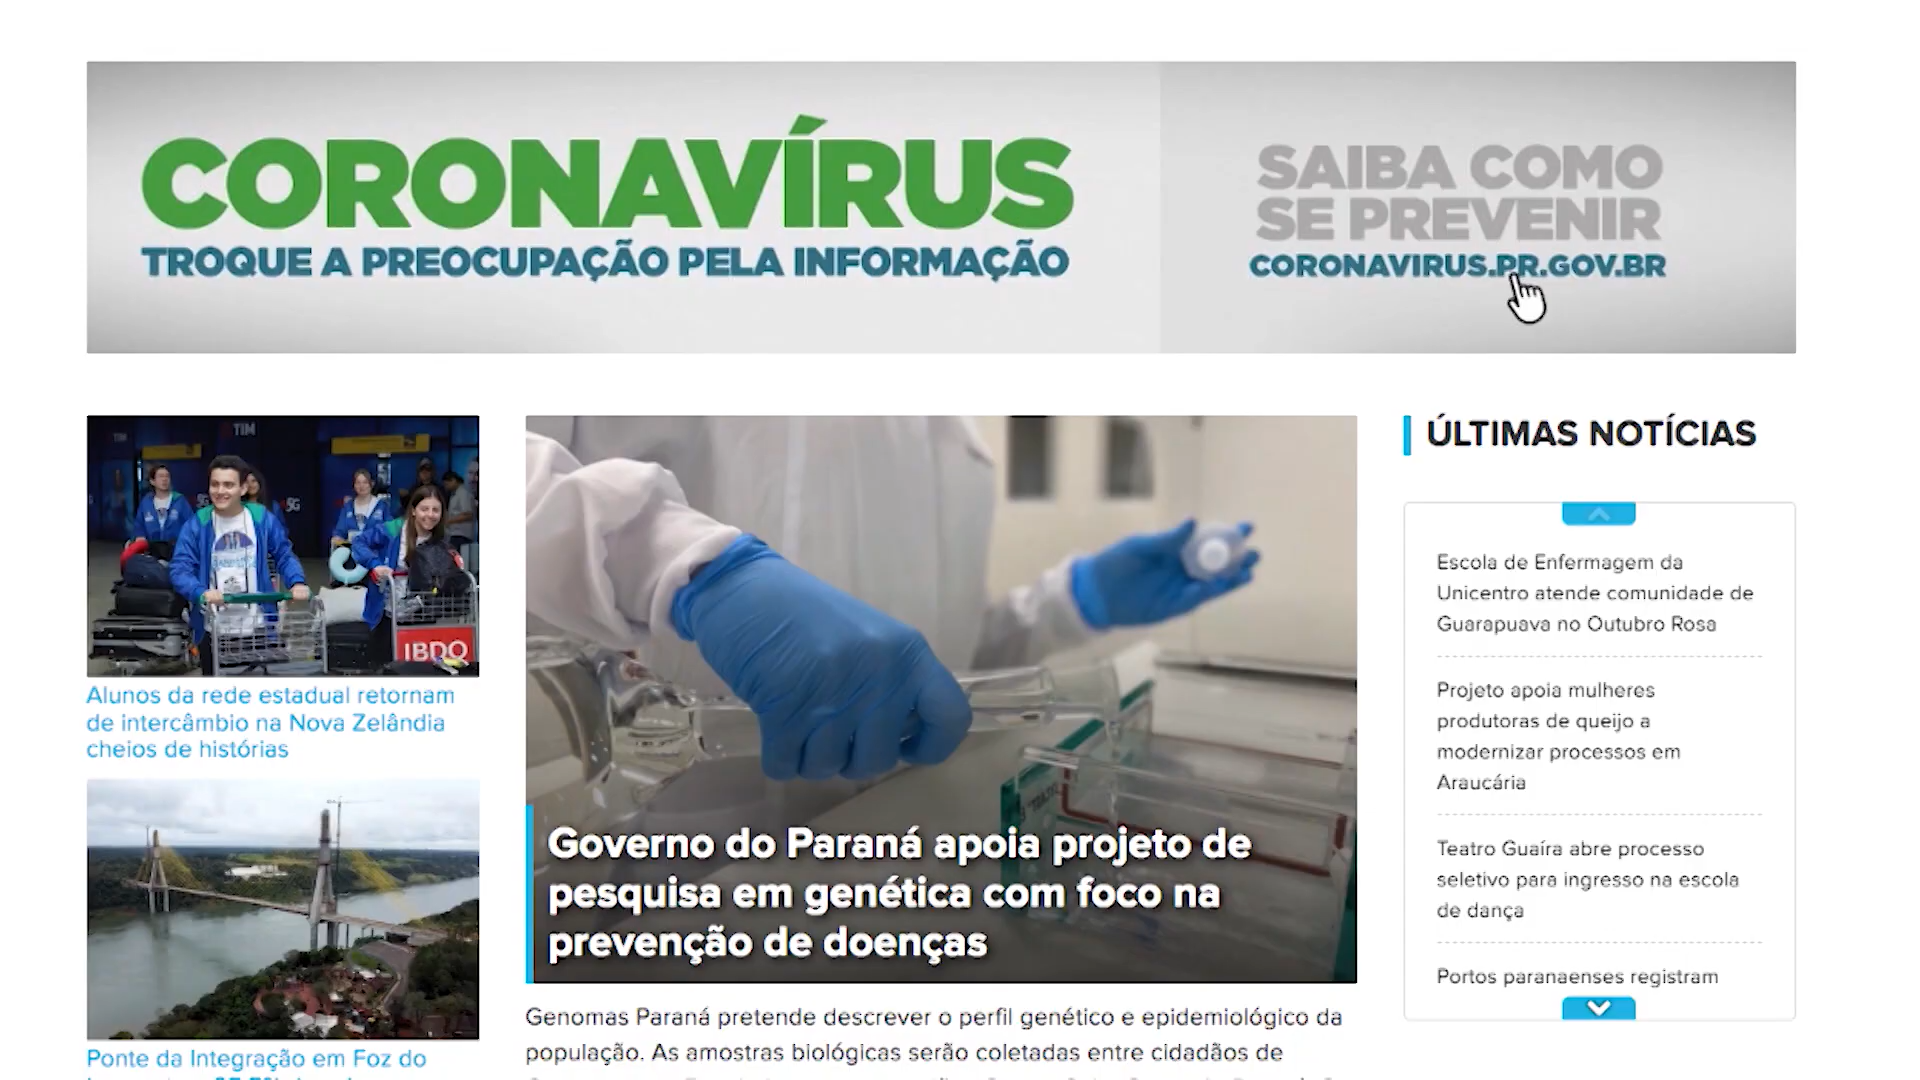 CORONAVÍRUS
TROQUE A PREOCUPAÇÃO PELA INFORMAÇÃO
SAIBA COMO
SE PREVENIR
CORONAVIRUS.PR.GOV.BR
TIM
TIM
5G
5G
IBDO
Alunos da rede estadual retornam
de intercâmbio na Nova Zelândia
cheios de histórias
Ponte da Integração em Foz do
Governo do Paraná apoia projeto de
pesquisa em genética com foco na
prevenção de doenças
Genomas Paraná pretende descrever o perfil genético e epidemiológico da
população. As amostras biológicas serão coletadas entre cidadãos de
ÚLTIMAS NOTÍCIAS
Escola de Enfermagem da
Unicentro atende comunidade de
Guarapuava no Outubro Rosa
Projeto apoia mulheres
produtoras de queijo a
modernizar processos em
Araucária
Teatro Guaíra abre processo
seletivo para ingresso na escola
de dança
Portos paranaenses registram